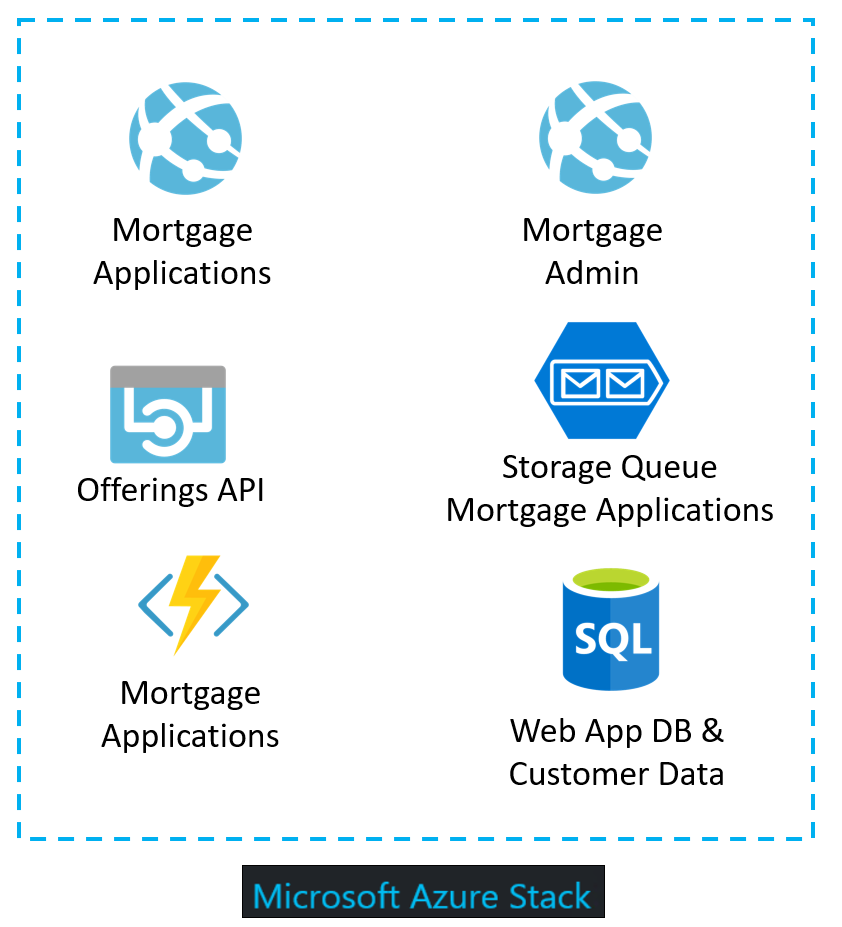 Mortgage
Applications
Mortgage
Admin
Offerings API
Storage Queue
Mortgage Applications
Mortgage
Applications
SQL
Web App DB &
Customer Data
Microsoft Azure Stack